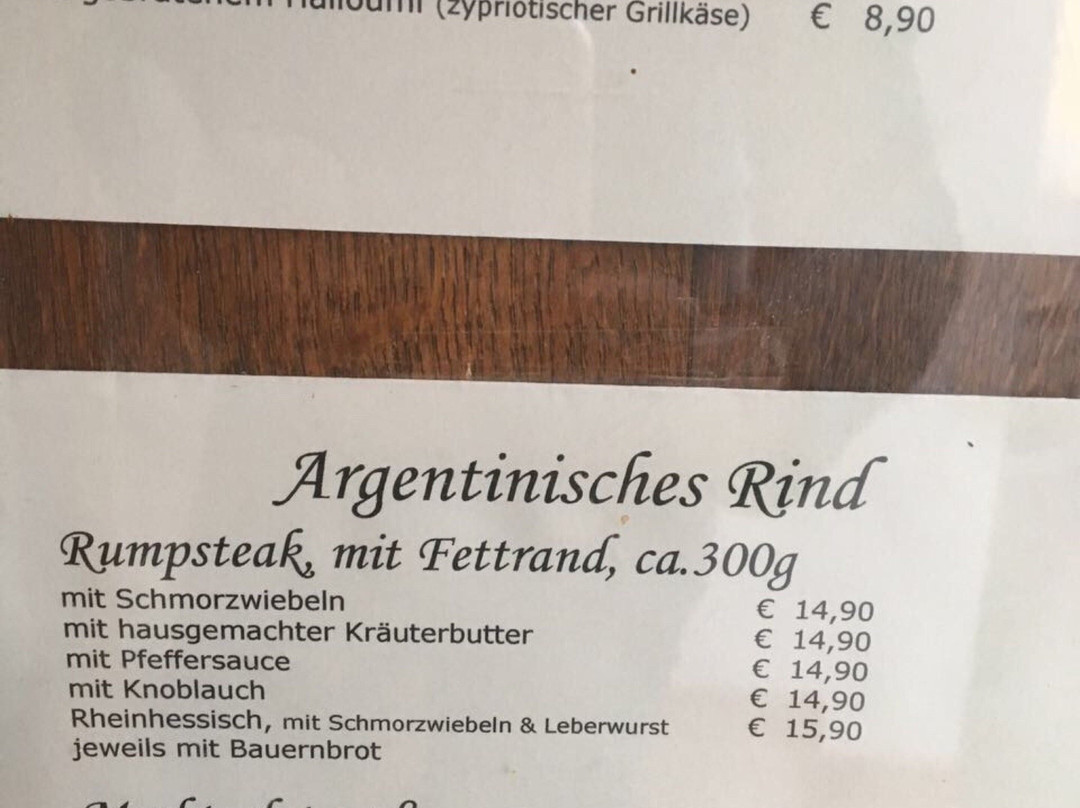 Halloumi (zypriotischer Grillkäse) € 8,90
Argentinisches Rind
Rumpsteak, mit Fettrand, ca.300g
mit Schmorzwiebeln € 14,90
mit hausgemachter Kräuterbutter € 14,90
mit Pfeffersauce € 14,90
mit Knoblauch € 14,90
Rheinhessisch, mit Schmorzwiebeln & Leberwurst € 15,90
jeweils mit Bauernbrot